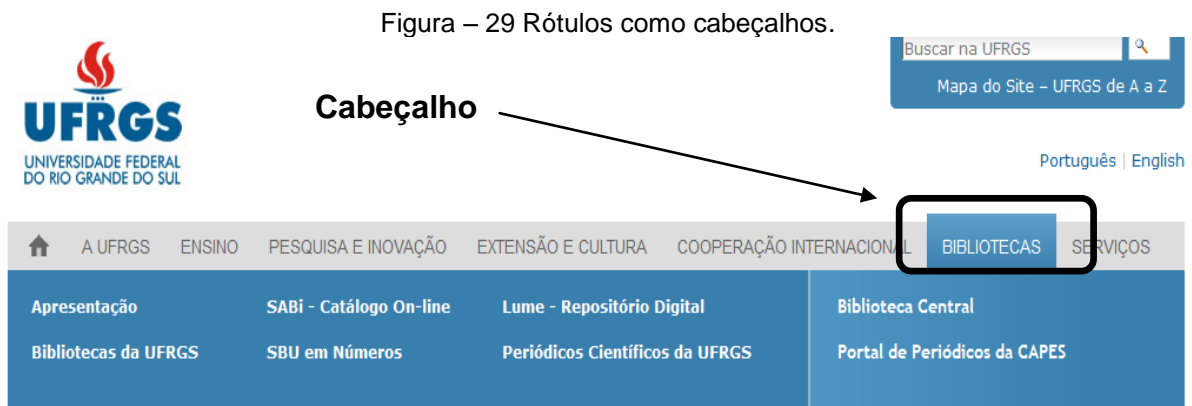 Figura – 29 Rótulos como cabeçalhos.
Buscar na UFRGS
Mapa do Site – UFRGS de A a Z
UFRGS
UNIVERSIDADE FEDERAL
DO RIO GRANDE DO SUL
Cabeçalho
Português | English
A UFRGS ENSINO PESQUISA E INOVAÇÃO EXTENSÃO E CULTURA COOPERAÇÃO INTERNACIONAL BIBLIOTECAS SERVIÇOS
Apresentação SABi - Catálogo On-line Lume - Repositório Digital Biblioteca Central
Bibliotecas da UFRGS SBU em Números Periódicos Científicos da UFRGS Portal de Periódicos da CAPES